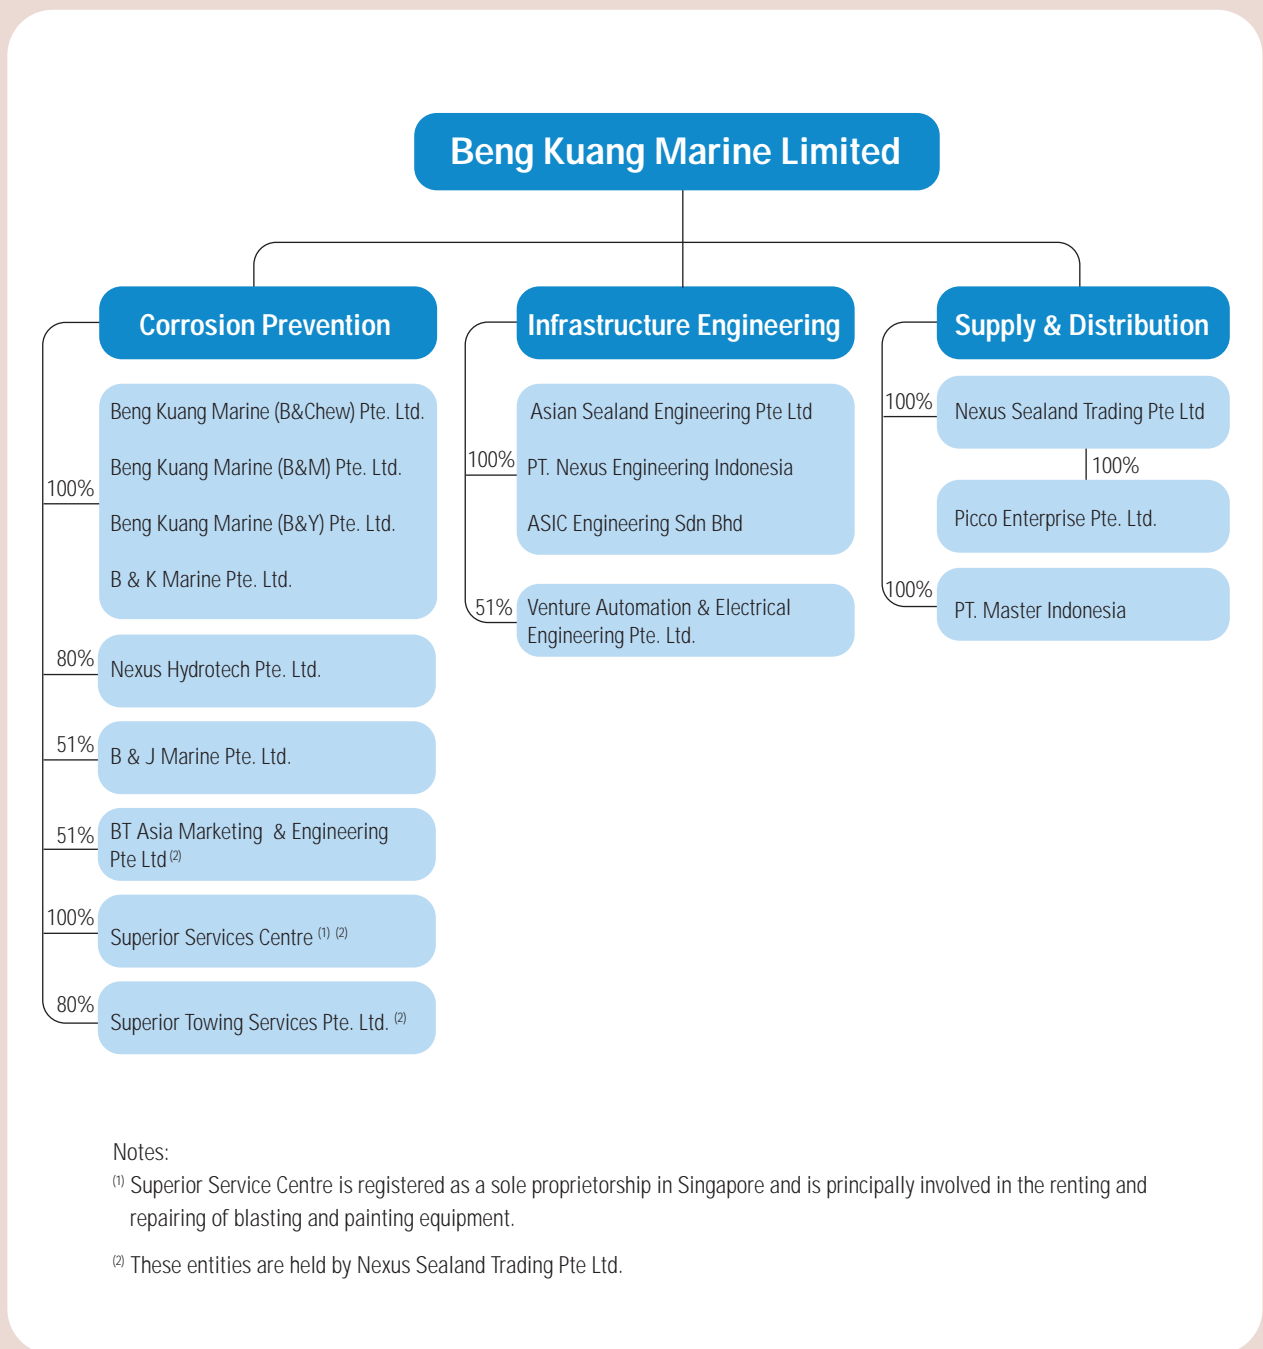 Beng Kuang Marine Limited
Corrosion Prevention
100%
Beng Kuang Marine (B&Chew) Pte. Ltd.
Beng Kuang Marine (B&M) Pte. Ltd.
Beng Kuang Marine (B&Y) Pte. Ltd.
B & K Marine Pte. Ltd.
80%
Nexus Hydrotech Pte. Ltd.
51%
B & J Marine Pte. Ltd.
51%
BT Asia Marketing & Engineering
Pte Ltd (2)
100%
Superior Services Centre (1) (2)
80%
Superior Towing Services Pte. Ltd. (2)
Infrastructure Engineering
100%
Asian Sealand Engineering Pte Ltd
PT. Nexus Engineering Indonesia
ASIC Engineering Sdn Bhd
51%
Venture Automation & Electrical
Engineering Pte. Ltd.
Supply & Distribution
100%
Nexus Sealand Trading Pte Ltd
100%
Picco Enterprise Pte. Ltd.
100%
PT. Master Indonesia
Notes:
(1) Superior Service Centre is registered as a sole proprietorship in Singapore and is principally involved in the renting and
repairing of blasting and painting equipment.
(2) These entities are held by Nexus Sealand Trading Pte Ltd.